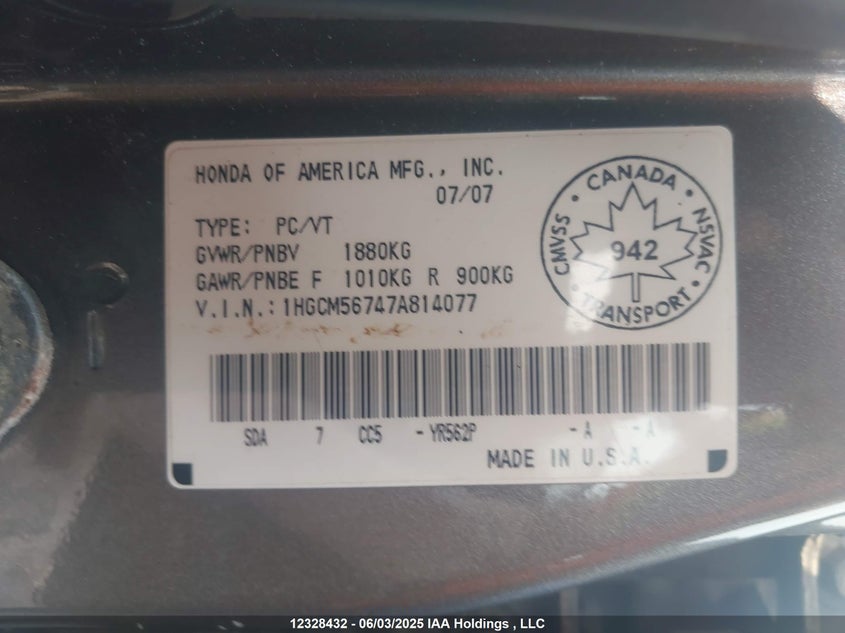 HONDA OF AMERICA MFG., INC.
07/07
TYPE: PC/VT
GVWR/PNBV 1880KG
GAWR/PNBE F 1010KG R 900KG
V.I.N.:1HGCM56747A814077
CANADA
CMVSS
NSVAC
942
TRANSPORT
SDA 7 CC5 -YR562P -A -A
MADE IN U.S.A.
12328432 - 06/03/2025 IAA Holdings , LLC